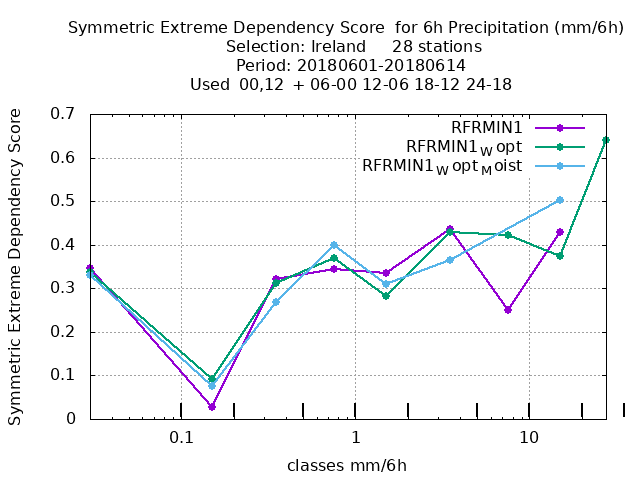 Symmetric Extreme Dependency Score  for 6h Precipitation (mm/6h)
Selection: Ireland     28 stations
Period: 20180601-20180614
Used  00,12  + 06-00 12-06 18-12 24-18
Symmetric Extreme Dependency Score
0.7
0.6
0.5
0.4
0.3
0.2
0.1
0
RFRMIN1
RFRMIN1Wopt
RFRMIN1WoptMoist
0.1 1 10
classes mm/6h